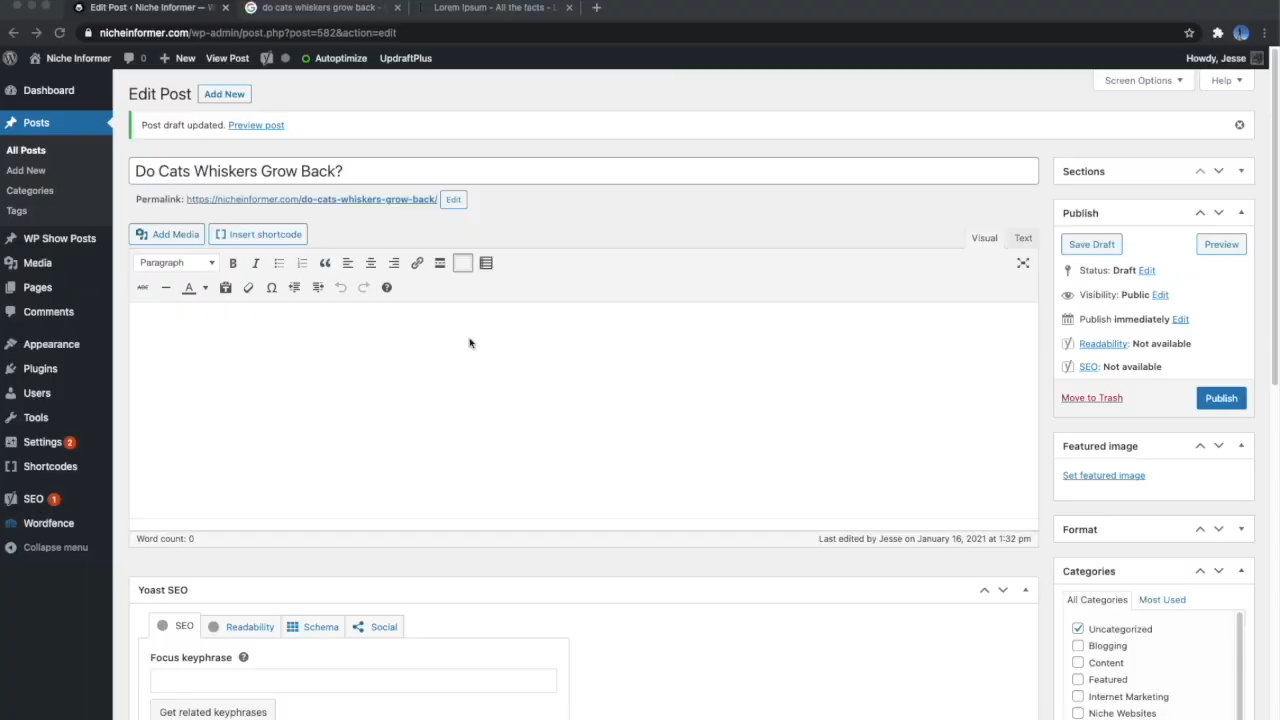 Edit Post ‹ Niche Informer — W
do cats whiskers grow back -
Lorem Ipsum - All the facts - L
nicheinformer.com/wp-admin/post.php?post=582&action=edit
Niche Informer
0
New
View Post
Autoptimize
UpdraftPlus
Howdy, Jesse
Dashboard
Posts
All Posts
Add New
Categories
Tags
WP Show Posts
Media
Pages
Comments
Appearance
Plugins
Users
Tools
Settings 2
Shortcodes
SEO 1
Wordfence
Collapse menu
Screen Options
Help
Edit Post
Add New
Post draft updated. Preview post
Do Cats Whiskers Grow Back?
Permalink: https://nicheinformer.com/do-cats-whiskers-grow-back/ Edit
Add Media
Insert shortcode
Visual
Text
Paragraph
B
I
ABC
A
Ω
Word count: 0
Last edited by Jesse on January 16, 2021 at 1:32 pm
Yoast SEO
SEO
Readability
Schema
Social
Focus keyphrase
Get related keyphrases
Sections
Publish
Save Draft
Preview
Status: Draft Edit
Visibility: Public Edit
Publish immediately Edit
Readability: Not available
SEO: Not available
Move to Trash
Publish
Featured image
Set featured image
Format
Categories
All Categories
Most Used
Uncategorized
Blogging
Content
Featured
Internet Marketing
Niche Websites